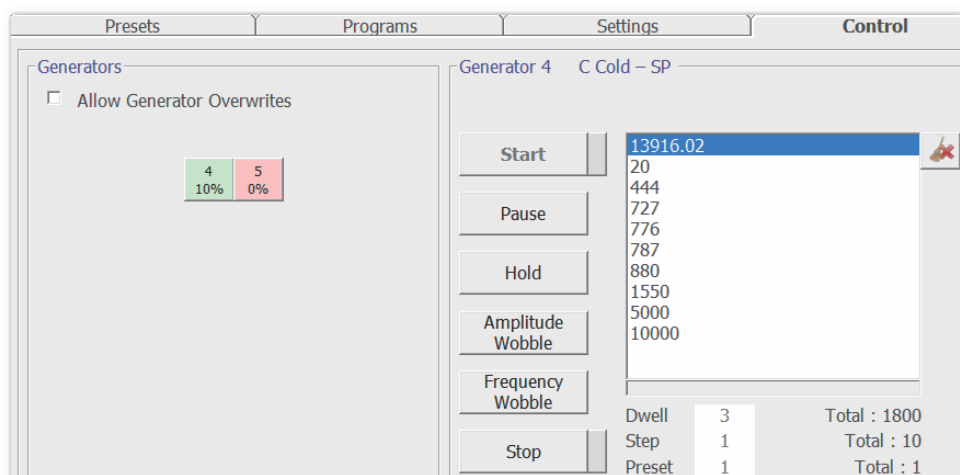 Presets Programs Settings Control
Generators
Allow Generator Overwrites
4 5
10% 0%
Generator 4 C Cold – SP
Start
Pause
Hold
Amplitude
Wobble
Frequency
Wobble
Stop
13916.02
20
444
727
776
787
880
1550
5000
10000
Dwell 3 Total : 1800
Step 1 Total : 10
Preset 1 Total : 1